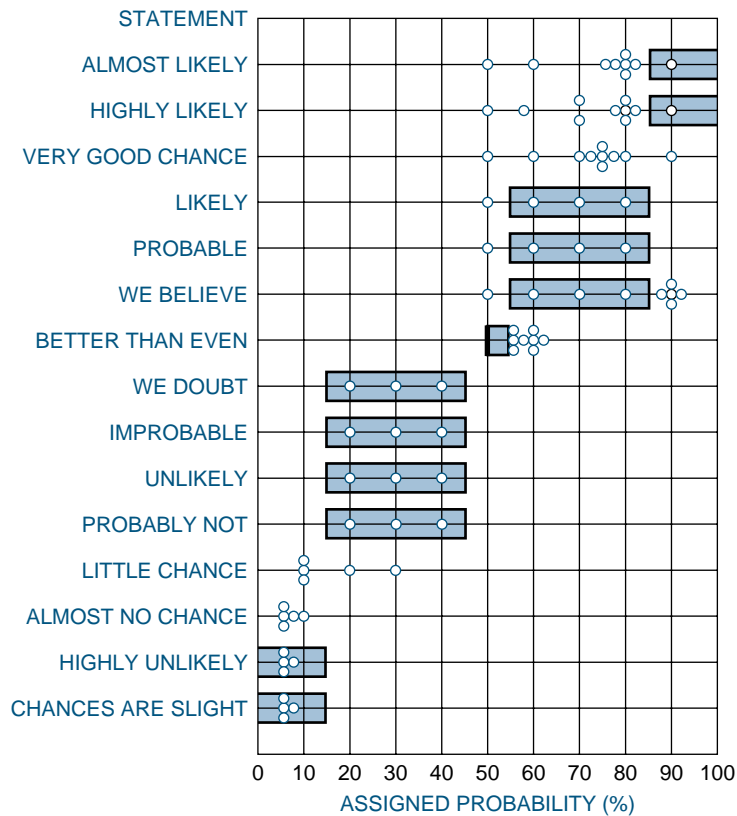 STATEMENT
ALMOST LIKELY
HIGHLY LIKELY
VERY GOOD CHANCE
LIKELY
PROBABLE
WE BELIEVE
BETTER THAN EVEN
WE DOUBT
IMPROBABLE
UNLIKELY
PROBABLY NOT
LITTLE CHANCE
ALMOST NO CHANCE
HIGHLY UNLIKELY
CHANCES ARE SLIGHT
0 10 20 30 40 50 60 70 80 90 100
ASSIGNED PROBABILITY (%)